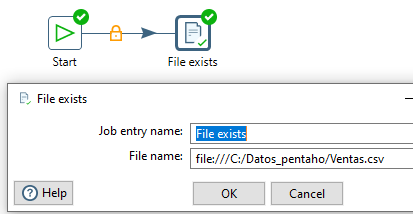 Start
File exists
File exists
Job entry name: File exists
File name: file:///C:/Datos_pentaho/Ventas.csv
Help
OK
Cancel